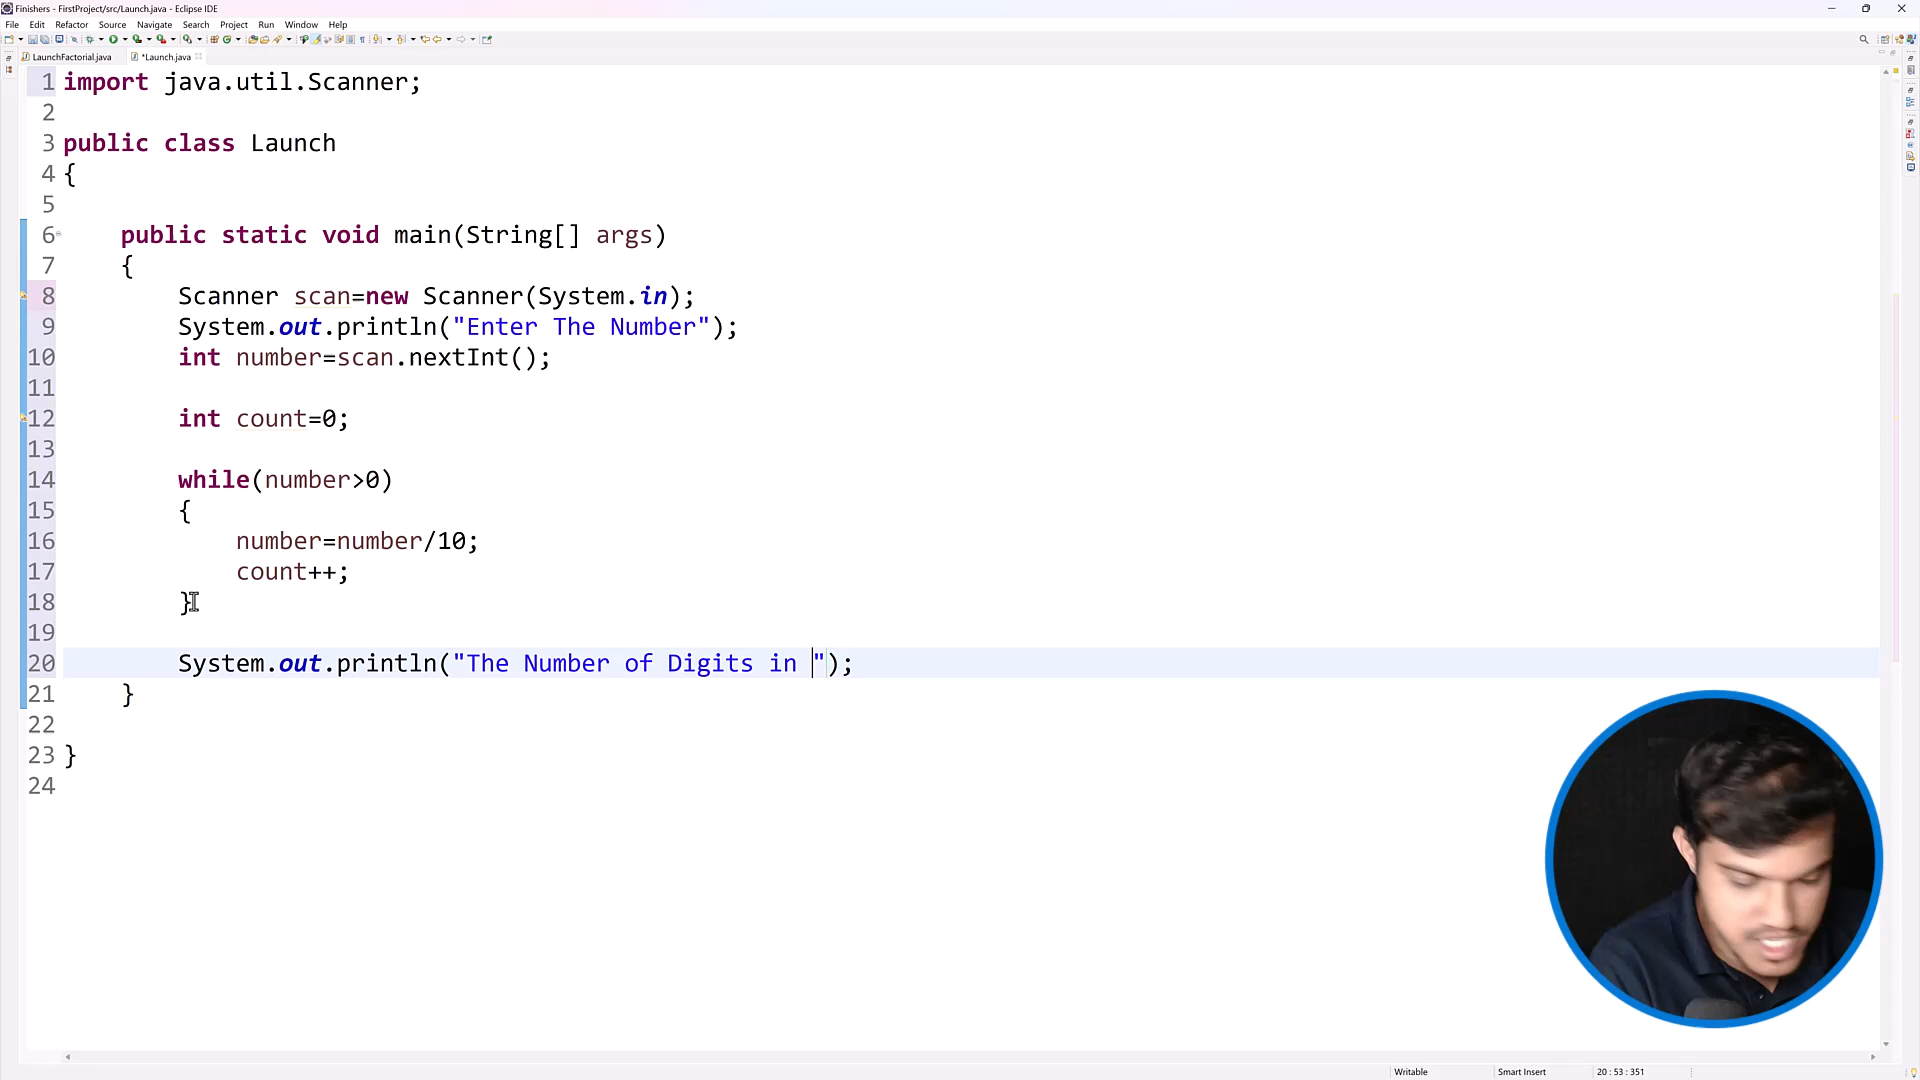 Finishers - FirstProject/src/Launch.java - Eclipse IDE
File Edit Refactor Source Navigate Search Project Run Window Help
LaunchFactorial.java *Launch.java
1 import java.util.Scanner;
2
3 public class Launch
4 {
5
6 public static void main(String[] args)
7 {
8 Scanner scan=new Scanner(System.in);
9 System.out.println("Enter The Number");
10 int number=scan.nextInt();
11
12 int count=0;
13
14 while(number>0)
15 {
16 number=number/10;
17 count++;
18 }
19
20 System.out.println("The Number of Digits in ");
21 }
22
23 }
24
Writable Smart Insert 20 : 53 : 351